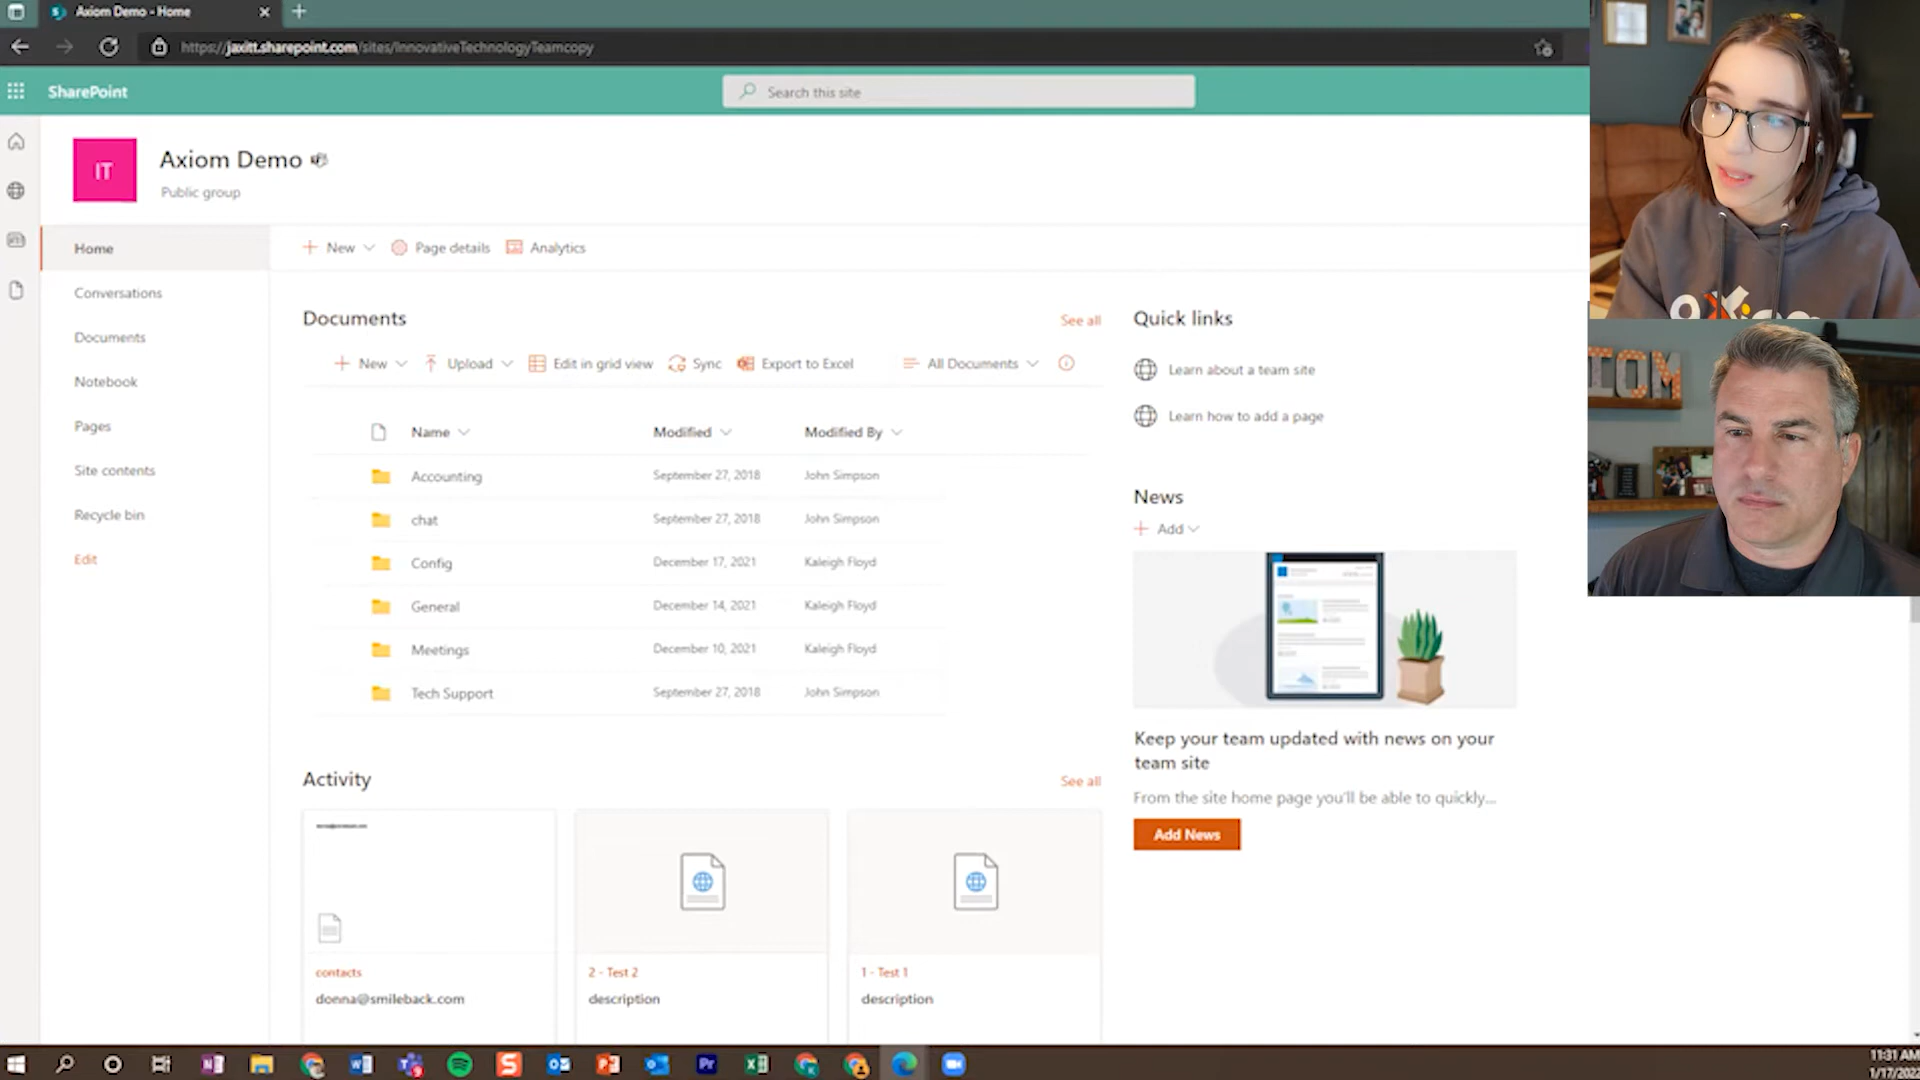 Axiom Demo - Home
https://jaxitt.sharepoint.com/sites/InnovativeTechnologyTeamcopy
SharePoint
Search this site
IT
Axiom Demo
Public group
Home
Conversations
Documents
Notebook
Pages
Site contents
Recycle bin
Edit
New
Page details
Analytics
Documents
See all
New
Upload
Edit in grid view
Sync
Export to Excel
All Documents
Name
Modified
Modified By
Accounting
September 27, 2018
John Simpson
chat
September 27, 2018
John Simpson
Config
December 17, 2021
Kaleigh Floyd
General
December 14, 2021
Kaleigh Floyd
Meetings
December 10, 2021
Kaleigh Floyd
Tech Support
September 27, 2018
John Simpson
Activity
See all
contacts
donna@smileback.com
2 - Test 2
description
1 - Test 1
description
Quick links
Learn about a team site
Learn how to add a page
News
Add
Keep your team updated with news on your
team site
From the site home page you'll be able to quickly...
Add News
IOM
11:31 AM
1/17/2022